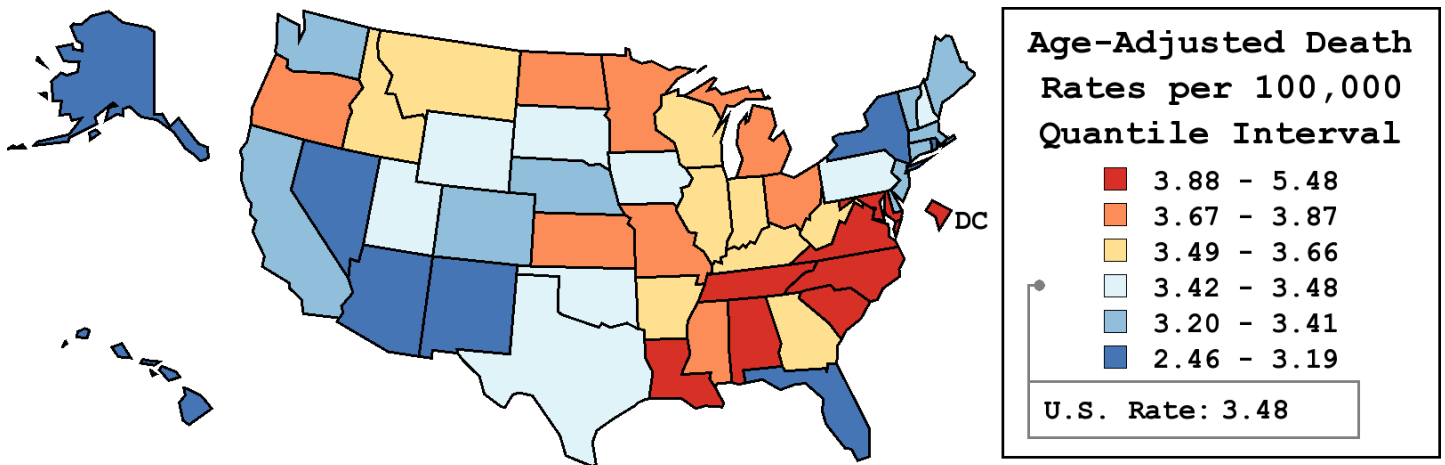 Age-Adjusted Death
Rates per 100,000
Quantile Interval
3.88 - 5.48
3.67 - 3.87
3.49 - 3.66
3.42 - 3.48
3.20 - 3.41
2.46 - 3.19
U.S. Rate: 3.48
DC